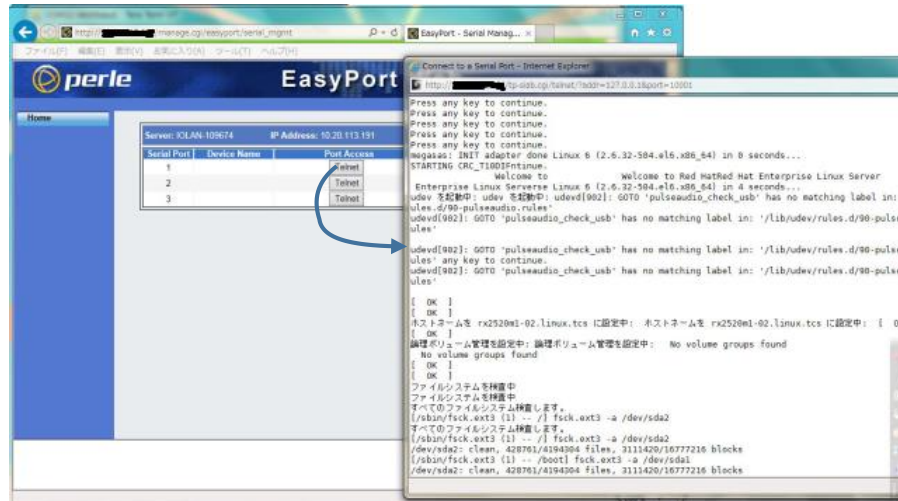 http:// manage.cgi/easyport/serial_mgmt
EasyPort - Serial Manag...
ファイル(F) 編集(E) 表示(V) お気に入り(A) ツール(T) ヘルプ(H)
perle
EasyPort
Home
Server: IOLAN-109674 IP Address: 10.20.113.191
Serial Port Device Name Port Access
1 Telnet
2 Telnet
3 Telnet
Connect to a Serial Port - Internet Explorer
/telnet/?addr=127.0.0.1&port=10001
Press any key to continue.
Press any key to continue.
Press any key to continue.
Press any key to continue.
Press any key to continue.
megasas: INIT adapter done Linux 6 (2.6.32-504.el6.x86_64) in 0 seconds...
STARTING CRC_T10DIFntinue.
Welcome to Welcome to Red HatRed Hat Enterprise Linux Server
Enterprise Linux Serverse Linux 6 (2.6.32-504.el6.x86_64) in 4 seconds...
udev を起動中: udev を起動中: udevd[902]: GOTO 'pulseaudio_check_usb' has no matching label in:
ules.d/90-pulseaudio.rules'
udevd[902]: GOTO 'pulseaudio_check_usb' has no matching label in: '/lib/udev/rules.d/90-pulse
ules'
udevd[902]: GOTO 'pulseaudio_check_usb' has no matching label in: '/lib/udev/rules.d/90-pulse
ules' any key to continue.
udevd[902]: GOTO 'pulseaudio_check_usb' has no matching label in: '/lib/udev/rules.d/90-pulse
ules'
[ OK ]
[ OK ]
ホストネームを rx2520m1-02.linux.tcs に設定中: ホストネームを rx2520m1-02.linux.tcs に設定中: [ O
[ OK ]
論理ボリューム管理を設定中: 論理ボリューム管理を設定中: No volume groups found
No volume groups found
[ OK ]
[ OK ]
ファイルシステムを検査中
ファイルシステムを検査中
すべてのファイルシステム検査します。
[/sbin/fsck.ext3 (1) -- /] fsck.ext3 -a /dev/sda2
すべてのファイルシステム検査します。
[/sbin/fsck.ext3 (1) -- /] fsck.ext3 -a /dev/sda2
/dev/sda2: clean, 428761/4194304 files, 3111420/16777216 blocks
[/sbin/fsck.ext3 (1) -- /boot] fsck.ext3 -a /dev/sda1
/dev/sda2: clean, 428761/4194304 files, 3111420/16777216 blocks